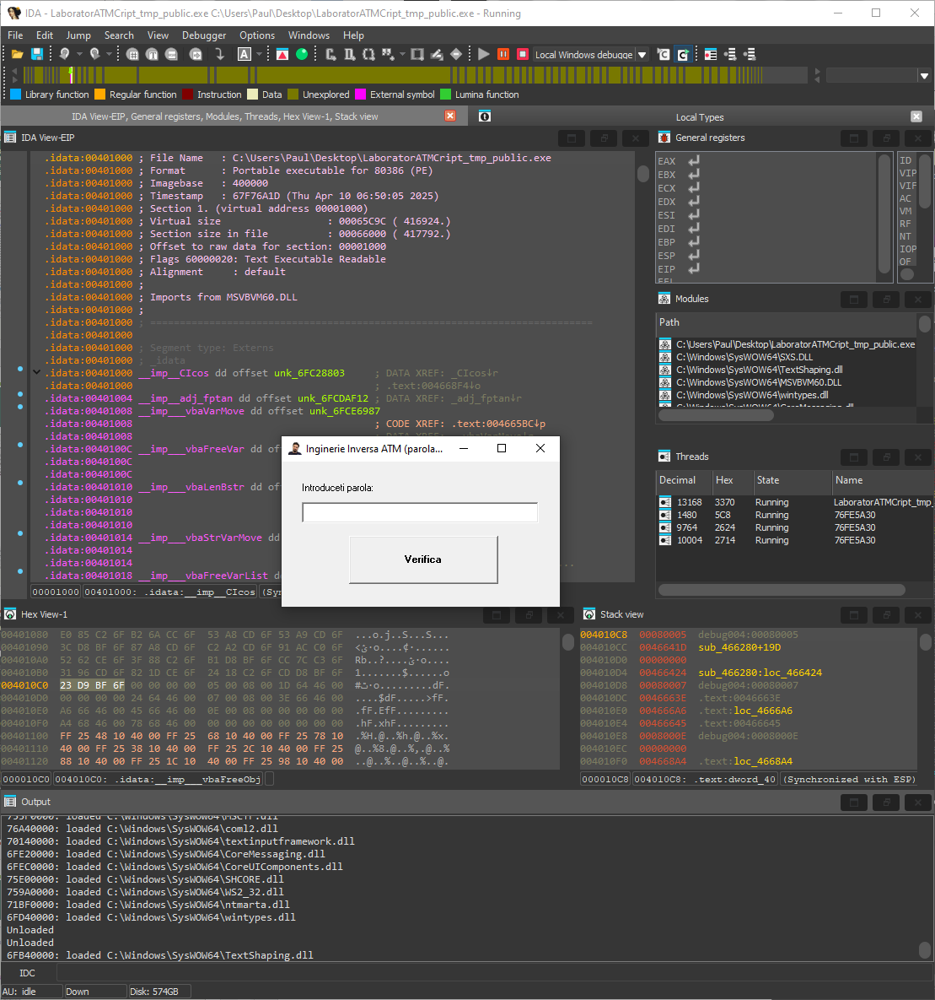 IDA - LaboratorATMCript_tmp_public.exe C:\Users\Paul\Desktop\LaboratorATMCript_tmp_public.exe - Running
File Edit Jump Search View Debugger Options Windows Help
Local Windows debugge
Library function Regular function Instruction Data Unexplored External symbol Lumina function
IDA View-EIP, General registers, Modules, Threads, Hex View-1, Stack view
Local Types
IDA View-EIP
.idata:00401000 ; File Name : C:\Users\Paul\Desktop\LaboratorATMCript_tmp_public.exe
.idata:00401000 ; Format : Portable executable for 80386 (PE)
.idata:00401000 ; Imagebase : 400000
.idata:00401000 ; Timestamp : 67F76A1D (Thu Apr 10 06:50:05 2025)
.idata:00401000 ; Section 1. (virtual address 00001000)
.idata:00401000 ; Virtual size : 00065C9C ( 416924.)
.idata:00401000 ; Section size in file : 00066000 ( 417792.)
.idata:00401000 ; Offset to raw data for section: 00001000
.idata:00401000 ; Flags 60000020: Text Executable Readable
.idata:00401000 ; Alignment : default
.idata:00401000 ;
.idata:00401000 ; Imports from MSVBVM60.DLL
.idata:00401000 ;
.idata:00401000 ; ===========================================================================
.idata:00401000
.idata:00401000 ; Segment type: Externs
.idata:00401000 ; _idata
.idata:00401000 __imp__CIcos dd offset unk_6FC28803 ; DATA XREF: _CIcos↓r
.idata:00401000 ; .text:004668F4↓o
.idata:00401004 __imp__adj_fptan dd offset unk_6FCDAF12 ; DATA XREF: _adj_fptan↓r
.idata:00401008 __imp___vbaVarMove dd offset unk_6FCE6987
.idata:00401008 ; CODE XREF: .text:004665BC↓p
.idata:00401008
.idata:0040100C __imp___vbaFreeVar dd of
.idata:0040100C
.idata:0040100C
.idata:00401010 __imp___vbaLenBstr dd of
.idata:00401010
.idata:00401010
.idata:00401014 __imp___vbaStrVarMove dd
.idata:00401014
.idata:00401014
.idata:00401018 __imp___vbaFreeVarList d
00001000 00401000: .idata:__imp__CIcos (Syn
General registers
EAX
EBX
ECX
EDX
ESI
EDI
EBP
ESP
EIP
EFL
ID
VIP
VIF
AC
VM
RF
NT
IOP
OF
Modules
Path
C:\Users\Paul\Desktop\LaboratorATMCript_tmp_public.exe
C:\Windows\SysWOW64\SXS.DLL
C:\Windows\SysWOW64\TextShaping.dll
C:\Windows\SysWOW64\MSVBVM60.DLL
C:\Windows\SysWOW64\wintypes.dll
C:\Windows\SysWOW64\CoreMessaging.dll
Threads
Decimal Hex State Name
13168 3370 Running LaboratorATMCript_tmp_
1480 5C8 Running 76FE5A30
9764 2624 Running 76FE5A30
10004 2714 Running 76FE5A30
Inginerie Inversa ATM (parola...
Introduceti parola:
Verifica
Hex View-1
00401080 E0 85 C2 6F B2 6A CC 6F 53 A8 CD 6F 53 A9 CD 6F ...o.j..S...S...
00401090 3C D8 BF 6F 87 A8 CD 6F C2 A2 CD 6F 91 AC C0 6F
004010A0 52 62 CE 6F 3F 88 C2 6F B1 D8 BF 6F CC 7C C3 6F
004010B0 31 96 CD 6F 82 1D CE 6F 24 18 C2 6F CD D8 BF 6F 1.......$......o
004010C0 23 D9 BF 6F 00 00 00 00 05 00 08 00 1D 64 46 00
004010D0 00 00 00 00 24 64 46 00 07 00 08 00 3E 66 46 00 ....$dF.....>fF.
004010E0 A6 66 46 00 45 66 46 00 0E 00 08 00 00 00 00 00 .fF.EfF.........
004010F0 A4 68 46 00 78 68 46 00 00 00 00 00 00 00 00 00 .hF.xhF.........
00401100 FF 25 48 10 40 00 FF 25 68 10 40 00 FF 25 78 10 .%H.@..%h.@..%x.
00401110 40 00 FF 25 38 10 40 00 FF 25 2C 10 40 00 FF 25 @..%8.@..%,.@..%
00401120 88 10 40 00 FF 25 1C 10 40 00 FF 25 98 10 40 00 ..@..%..@..%..@.
000010C0 004010C0: .idata:__imp___vbaFreeObj
Stack view
004010C8 00080005 debug004:00080005
004010CC 0046641D sub_466280+19D
004010D0 00000000
004010D4 00466424 sub_466280:loc_466424
004010D8 00080007 debug004:00080007
004010DC 0046663E .text:0046663E
004010E0 004666A6 .text:loc_4666A6
004010E4 00466645 .text:00466645
004010E8 0008000E debug004:0008000E
004010EC 00000000
004010F0 004668A4 .text:loc_4668A4
000010C8 004010C8: .text:dword_40 (Synchronized with ESP)
Output
755F0000: loaded C:\Windows\SysWOW64\MSCTF.dll
76A40000: loaded C:\Windows\SysWOW64\coml2.dll
70140000: loaded C:\Windows\SysWOW64\textinputframework.dll
6FE20000: loaded C:\Windows\SysWOW64\CoreMessaging.dll
6FEC0000: loaded C:\Windows\SysWOW64\CoreUIComponents.dll
75E00000: loaded C:\Windows\SysWOW64\SHCORE.dll
759A0000: loaded C:\Windows\SysWOW64\WS2_32.dll
71BF0000: loaded C:\Windows\SysWOW64\ntmarta.dll
6FD40000: loaded C:\Windows\SysWOW64\wintypes.dll
Unloaded
Unloaded
6FB40000: loaded C:\Windows\SysWOW64\TextShaping.dll
IDC
AU: idle Down Disk: 574GB